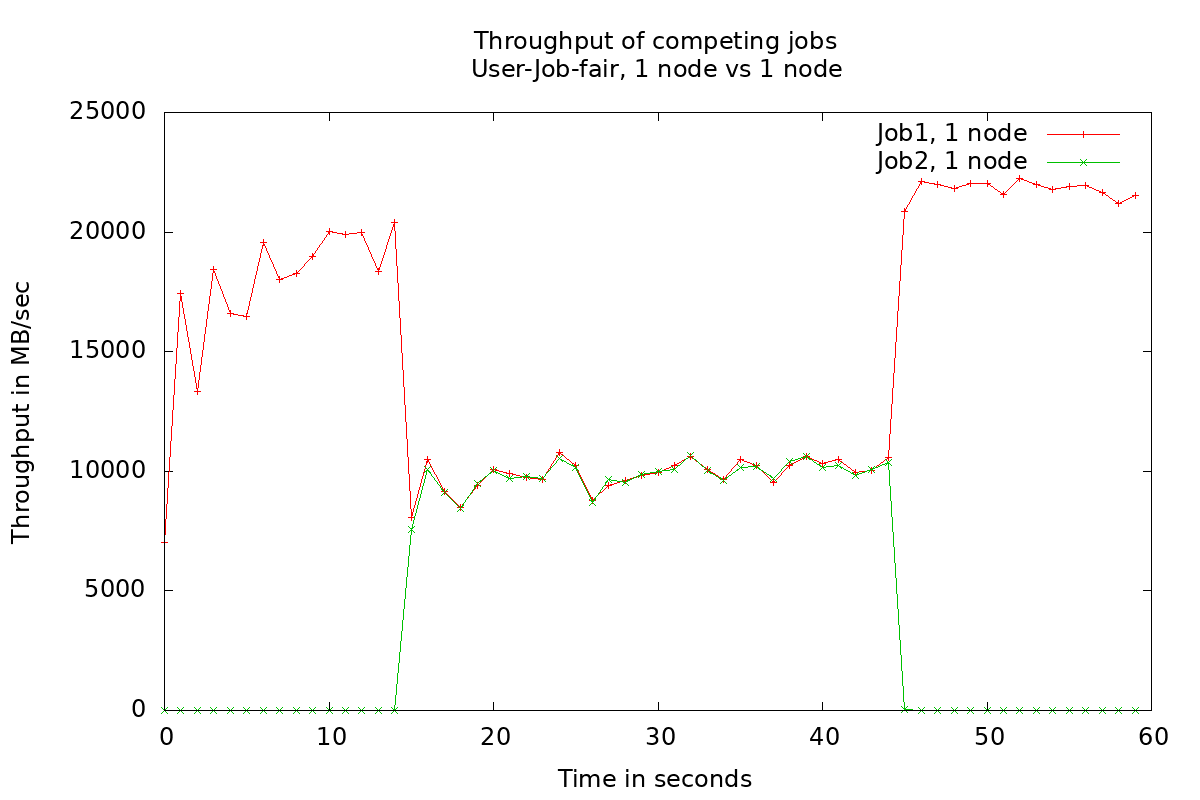 Throughput of competing jobs
User-Job-fair, 1 node vs 1 node
25000
20000
15000
10000
5000
0
Throughput in MB/sec
Job1, 1 node
Job2, 1 node
0 10 20 30 40 50 60
Time in seconds